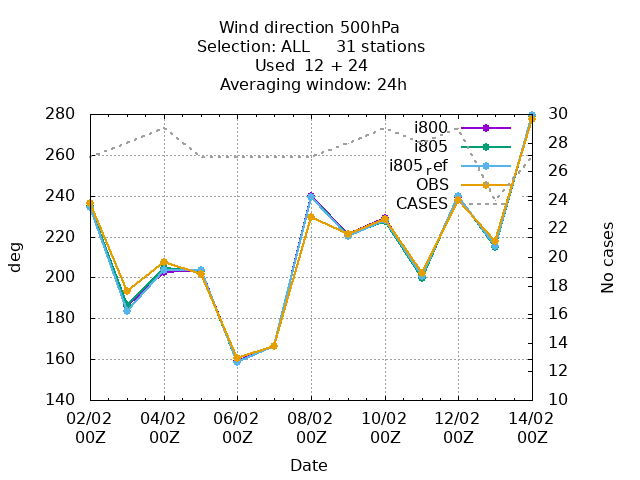 Wind direction 500hPa
Selection: ALL 31 stations
Used 12 + 24
Averaging window: 24h
280 30
i800
28
i805
260
26
i805ref
OBS
240 24
CASES
22
220
20
200
18
180
16
14
160
12
140 10
deg
No cases
02/02 04/02 06/02 08/02 10/02 12/02 14/02
00Z 00Z 00Z 00Z 00Z 00Z 00Z
Date